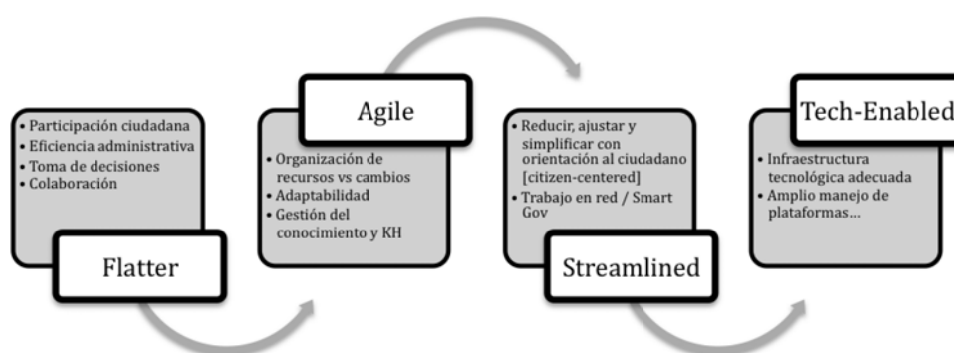 • Participación ciudadana
• Eficiencia administrativa
• Toma de decisiones
• Colaboración
Flatter
Agile
• Organización de
recursos vs cambios
• Adaptabilidad
• Gestión del
conocimiento y KH
• Reducir, ajustar y
simplificar con
orientación al ciudadano
[citizen-centered]
• Trabajo en red / Smart
Gov
Streamlined
Tech-Enabled
• Infraestructura
tecnológica adecuada
• Amplio manejo de
plataformas...